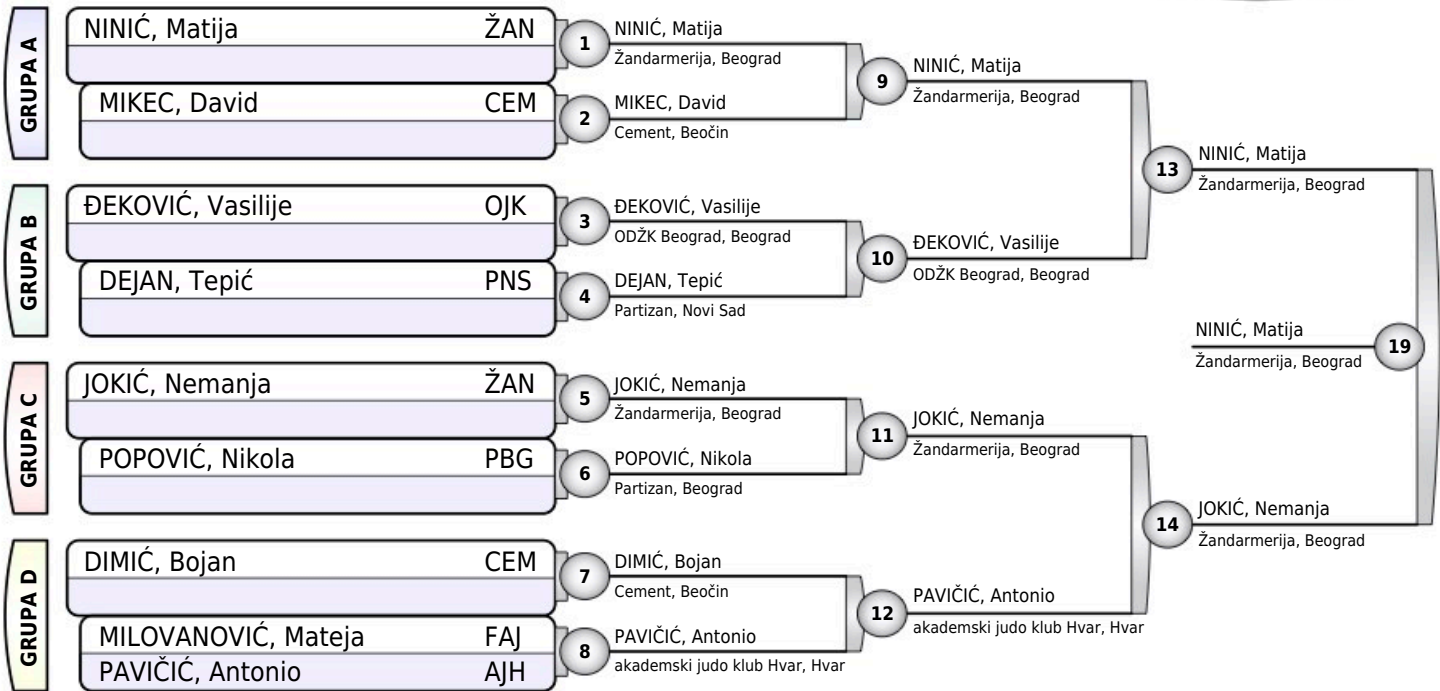 GRUPA A
NINIĆ, Matija ŽAN
MIKEC, David CEM
1
NINIĆ, Matija
Žandarmerija, Beograd
2
MIKEC, David
Cement, Beočin
9
NINIĆ, Matija
Žandarmerija, Beograd
GRUPA B
ĐEKOVIĆ, Vasilije OJK
DEJAN, Tepić PNS
3
ĐEKOVIĆ, Vasilije
ODŽK Beograd, Beograd
4
DEJAN, Tepić
Partizan, Novi Sad
10
ĐEKOVIĆ, Vasilije
ODŽK Beograd, Beograd
13
NINIĆ, Matija
Žandarmerija, Beograd
GRUPA C
JOKIĆ, Nemanja ŽAN
POPOVIĆ, Nikola PBG
5
JOKIĆ, Nemanja
Žandarmerija, Beograd
6
POPOVIĆ, Nikola
Partizan, Beograd
11
JOKIĆ, Nemanja
Žandarmerija, Beograd
GRUPA D
DIMIĆ, Bojan CEM
MILOVANOVIĆ, Mateja FAJ
PAVIČIĆ, Antonio AJH
7
DIMIĆ, Bojan
Cement, Beočin
8
PAVIČIĆ, Antonio
akademski judo klub Hvar, Hvar
12
PAVIČIĆ, Antonio
akademski judo klub Hvar, Hvar
14
JOKIĆ, Nemanja
Žandarmerija, Beograd
NINIĆ, Matija
Žandarmerija, Beograd
19